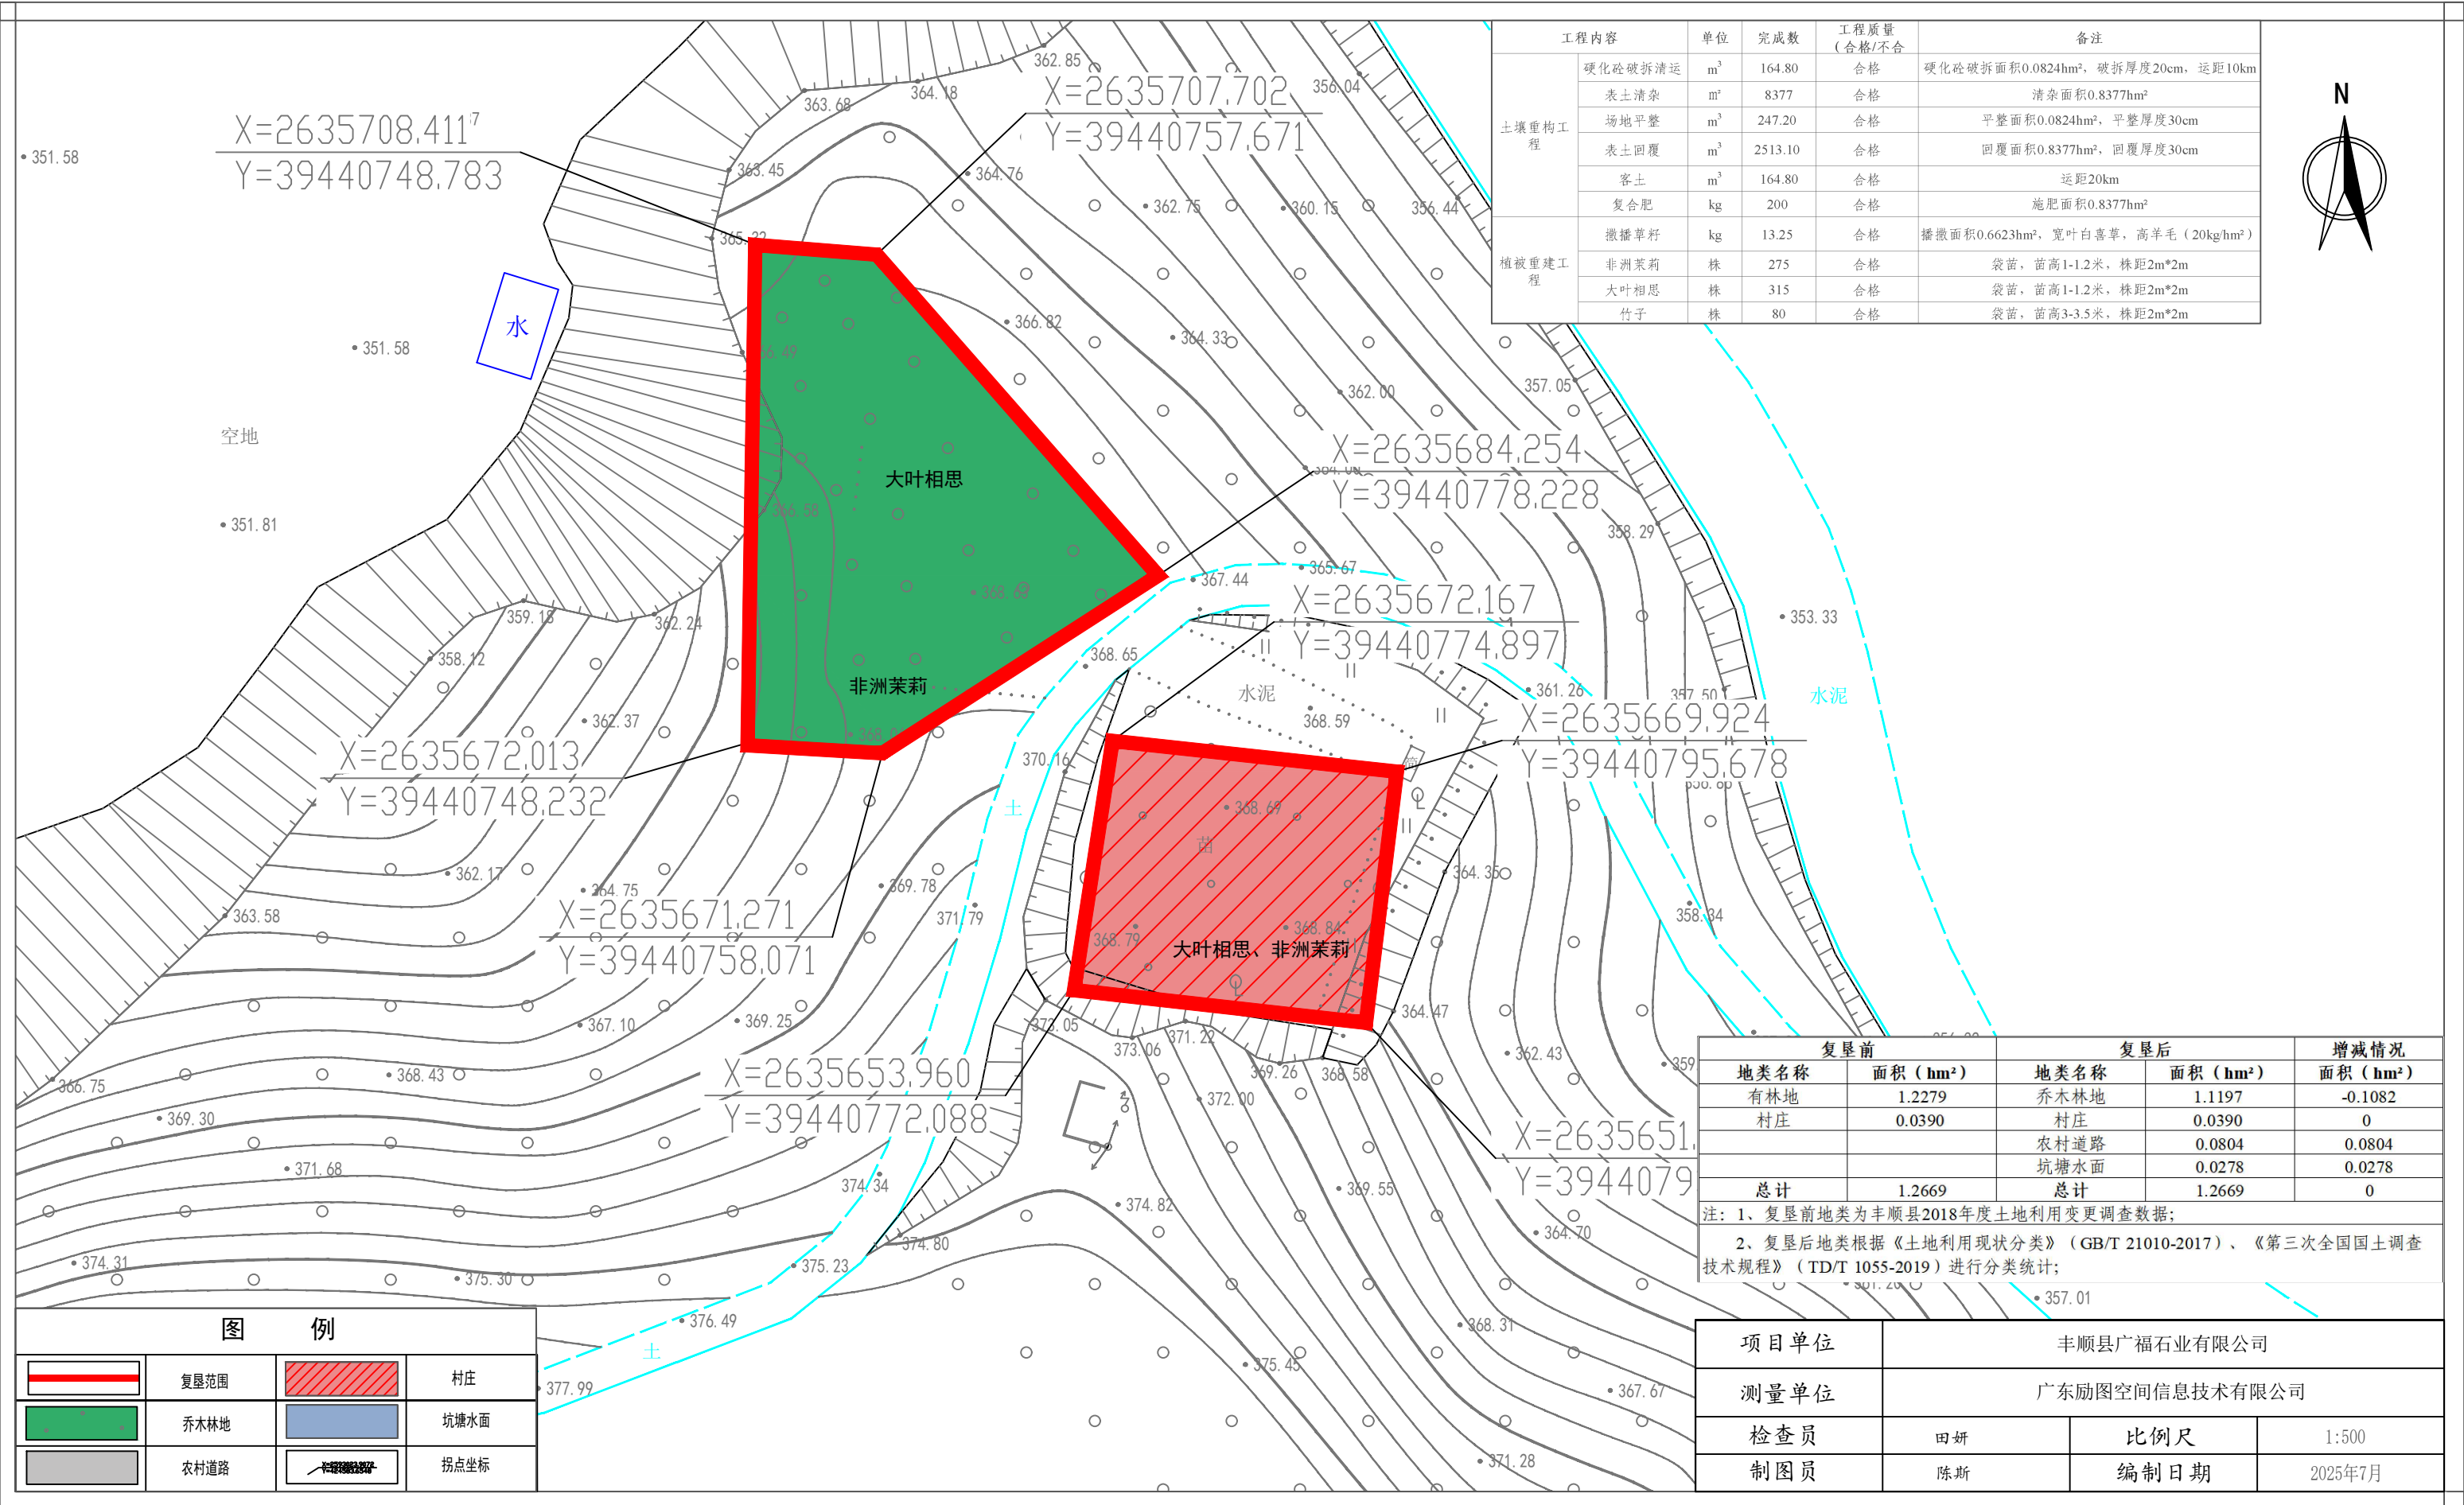 工程内容 单位 完成数 工程质量(合格/不合 备注
土壤重构工程
硬化砼破拆清运 m³ 164.80 合格 硬化砼破拆面积0.0824hm²，破拆厚度20cm，运距10km
表土清杂 m² 8377 合格 清杂面积0.8377hm²
场地平整 m³ 247.20 合格 平整面积0.0824hm²，平整厚度30cm
表土回覆 m³ 2513.10 合格 回覆面积0.8377hm²，回覆厚度30cm
客土 m³ 164.80 合格 运距20km
复合肥 kg 200 合格 施肥面积0.8377hm²
植被重建工程
撒播草籽 kg 13.25 合格 播撒面积0.6623hm²，宽叶白喜草，高羊毛（20kg/hm²）
非洲茉莉 株 275 合格 袋苗，苗高1-1.2米，株距2m*2m
大叶相思 株 315 合格 袋苗，苗高1-1.2米，株距2m*2m
竹子 株 80 合格 袋苗，苗高3-3.5米，株距2m*2m
N
362.85
364.18
363.68
356.04
X=2635707.702
Y=39440757.671
X=2635708.411
Y=39440748.783
351.58
363.45
364.76
362.75
360.15
356.44
水
351.58
366.82
364.33
362.00
357.05
空地
351.81
大叶相思
366.58
X=2635684.254
Y=39440778.228
358.29
367.44
365.67
359.18
362.24
X=2635672.167
Y=39440774.897
353.33
358.12
368.65
非洲茉莉
水泥
368.59
361.26
357.50
水泥
362.37
X=2635672.013
Y=39440748.232
370.16
X=2635669.924
Y=39440795.678
土
368.69
苗
362.17
364.75
369.78
364.35
363.58
371.79
358.34
X=2635671.271
Y=39440758.071
368.79
368.84
大叶相思、非洲茉莉
367.10
369.25
373.05
373.06
371.22
364.47
369.26
368.58
362.43
366.75
368.43
X=2635653.960
Y=39440772.088
372.00
369.30
X=2635651.
Y=3944079
371.68
374.34
374.82
369.55
364.70
374.80
374.31
375.30
375.23
376.49
土
377.99
375.45
368.31
367.67
371.28
357.01
复垦前 复垦后 增减情况
地类名称 面积（hm²） 地类名称 面积（hm²） 面积（hm²）
有林地 1.2279 乔木林地 1.1197 -0.1082
村庄 0.0390 村庄 0.0390 0
农村道路 0.0804 0.0804
坑塘水面 0.0278 0.0278
总计 1.2669 总计 1.2669 0
注：1、复垦前地类为丰顺县2018年度土地利用变更调查数据;
2、复垦后地类根据《土地利用现状分类》（GB/T 21010-2017）、《第三次全国国土调查
技术规程》（TD/T 1055-2019）进行分类统计;
图 例
复垦范围 村庄
乔木林地 坑塘水面
农村道路 拐点坐标
项目单位 丰顺县广福石业有限公司
测量单位 广东励图空间信息技术有限公司
检查员 田妍 比例尺 1:500
制图员 陈斯 编制日期 2025年7月